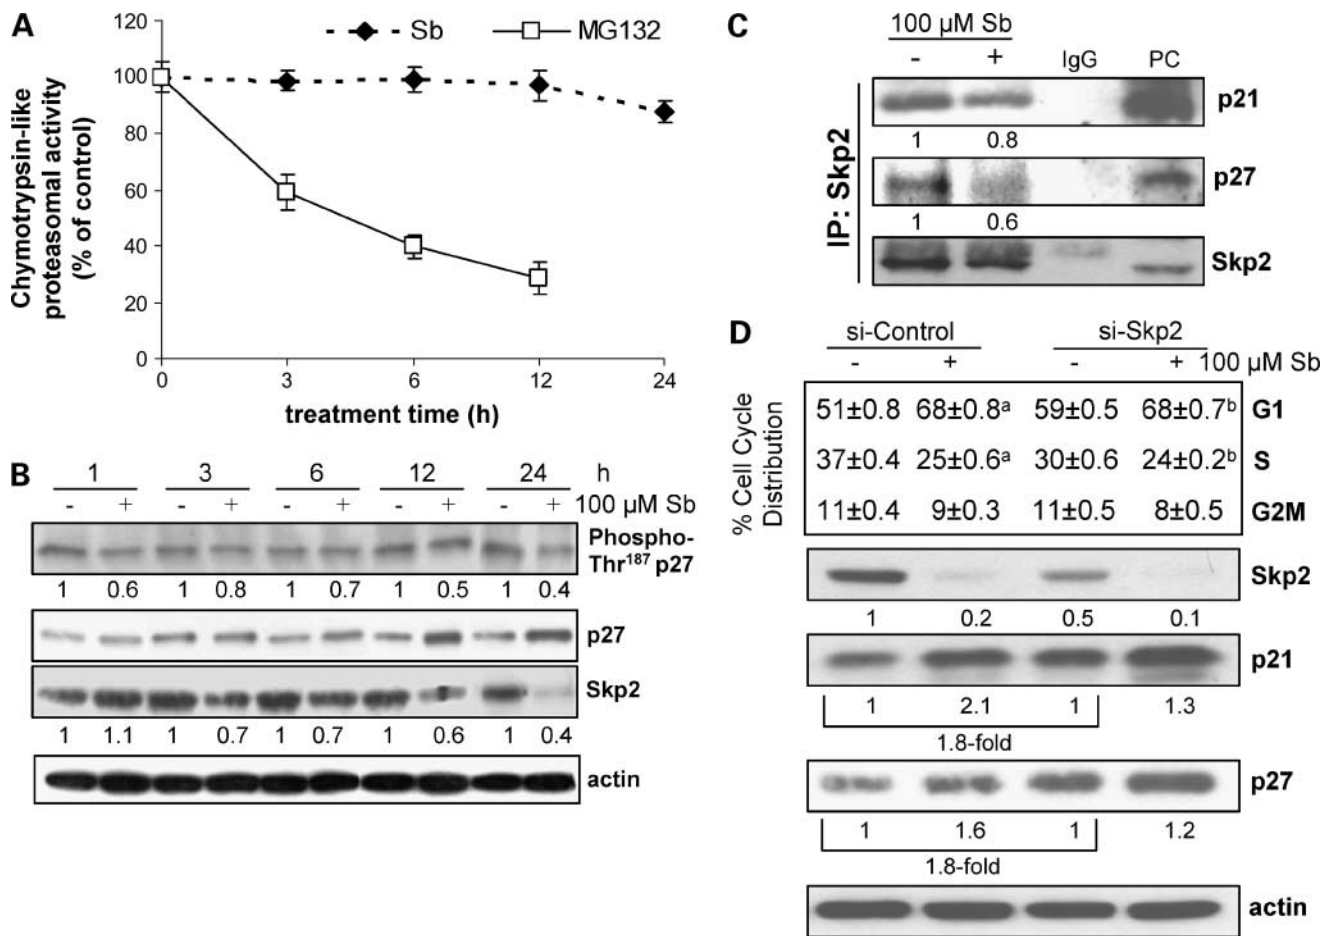 A
Chymotrypsin-like
proteasomal activity
(% of control)
120
100
80
60
40
20
0
Sb
MG132
0 3 6 12 24
treatment time (h)
B
1 3 6 12 24 h
- + - + - + - + - + 100 µM Sb
Phospho-
Thr187 p27
1 0.6 1 0.8 1 0.7 1 0.5 1 0.4
p27
Skp2
1 1.1 1 0.7 1 0.7 1 0.6 1 0.4
actin
C
100 µM Sb
- + IgG PC
IP: Skp2
p21
1 0.8
p27
1 0.6
Skp2
D
si-Control si-Skp2
- + - + 100 µM Sb
% Cell Cycle
Distribution
51±0.8 68±0.8a 59±0.5 68±0.7b G1
37±0.4 25±0.6a 30±0.6 24±0.2b S
11±0.4 9±0.3 11±0.5 8±0.5 G2M
Skp2
1 0.2 0.5 0.1
p21
1 2.1 1 1.3
1.8-fold
p27
1 1.6 1 1.2
1.8-fold
actin